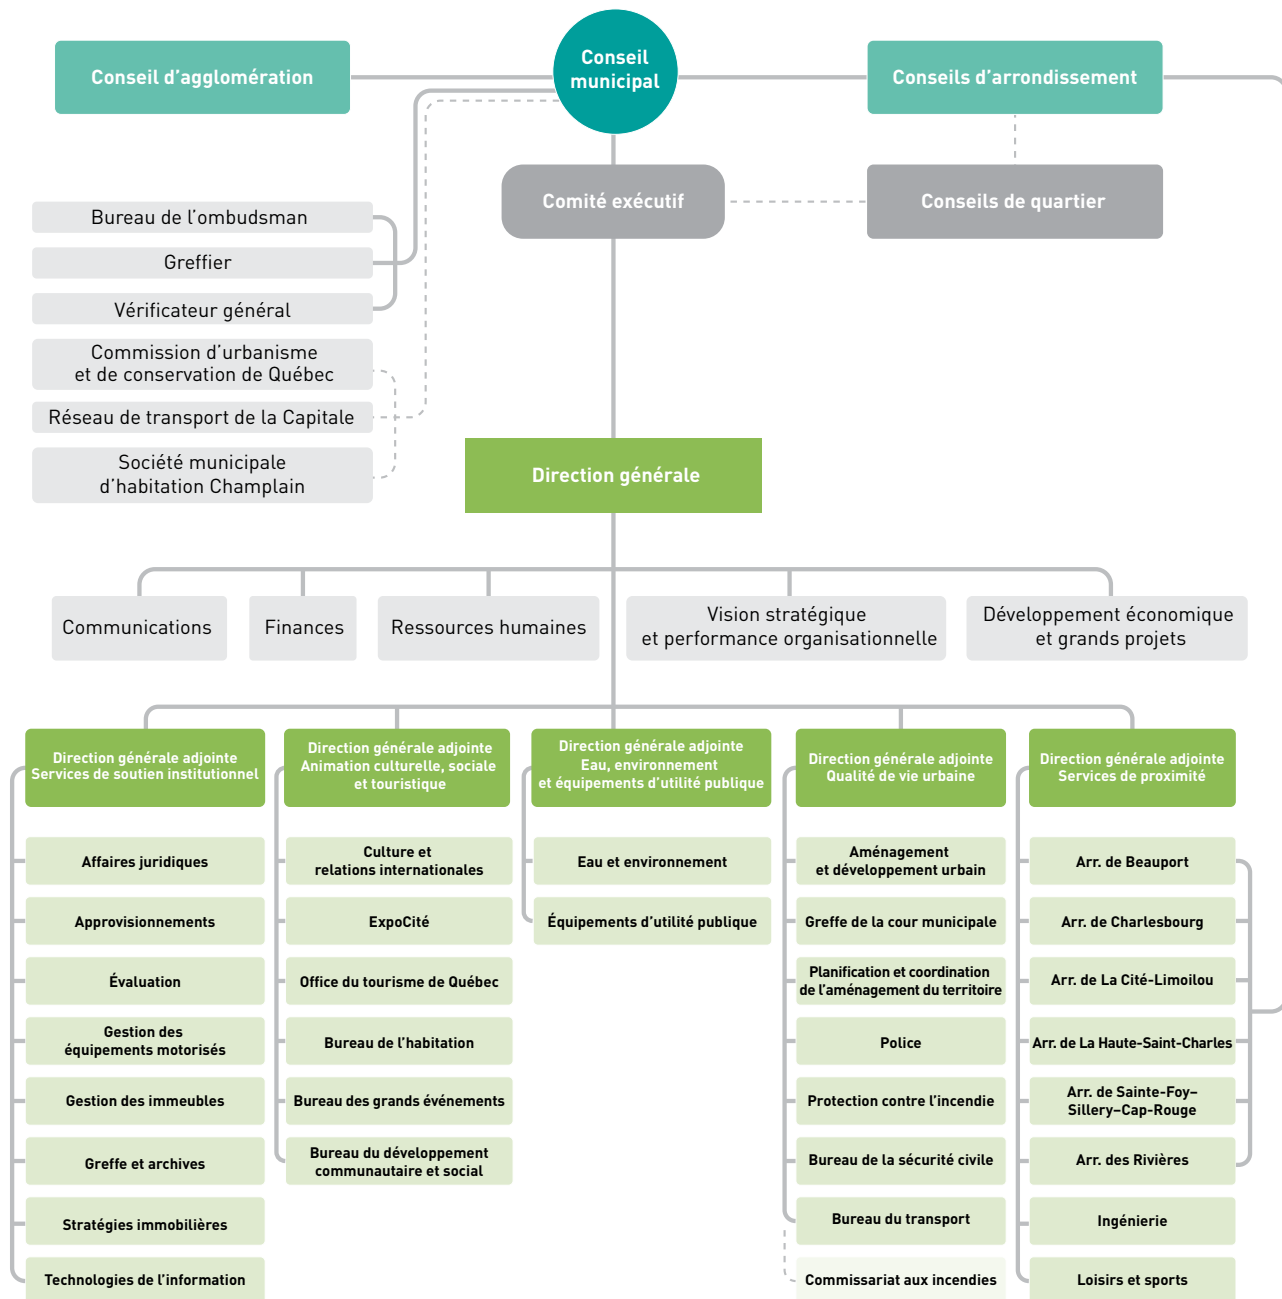 Conseil d'agglomération
Conseil
municipal
Conseils d'arrondissement
Comité exécutif
Conseils de quartier
Bureau de l'ombudsman
Greffier
Vérificateur général
Commission d'urbanisme
et de conservation de Québec
Réseau de transport de la Capitale
Société municipale
d'habitation Champlain
Direction générale
Communications
Finances
Ressources humaines
Vision stratégique
et performance organisationnelle
Développement économique
et grands projets
Direction générale adjointe
Services de soutien institutionnel
Affaires juridiques
Approvisionnements
Évaluation
Gestion des
équipements motorisés
Gestion des immeubles
Greffe et archives
Stratégies immobilières
Technologies de l'information
Direction générale adjointe
Animation culturelle, sociale
et touristique
Culture et
relations internationales
ExpoCité
Office du tourisme de Québec
Bureau de l'habitation
Bureau des grands événements
Bureau du développement
communautaire et social
Direction générale adjointe
Eau, environnement
et équipements d'utilité publique
Eau et environnement
Équipements d'utilité publique
Direction générale adjointe
Qualité de vie urbaine
Aménagement
et développement urbain
Greffe de la cour municipale
Planification et coordination
de l'aménagement du territoire
Police
Protection contre l'incendie
Bureau de la sécurité civile
Bureau du transport
Commissariat aux incendies
Direction générale adjointe
Services de proximité
Arr. de Beauport
Arr. de Charlesbourg
Arr. de La Cité-Limoilou
Arr. de La Haute-Saint-Charles
Arr. de Sainte-Foy–
Sillery–Cap-Rouge
Arr. des Rivières
Ingénierie
Loisirs et sports